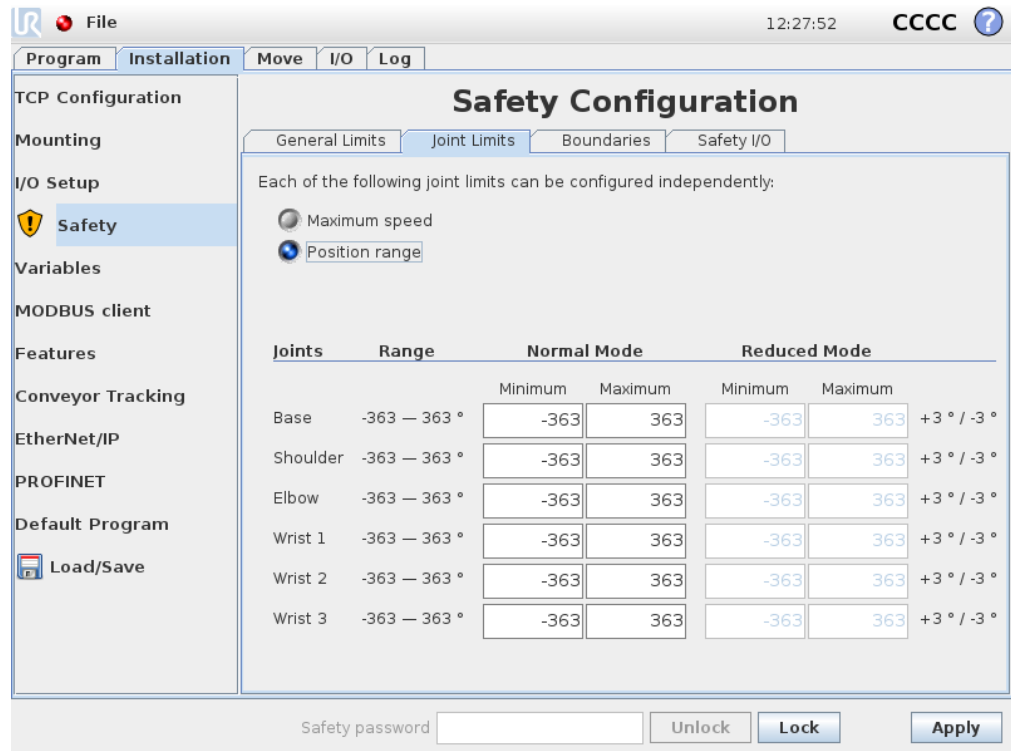 UR File 12:27:52 CCCC ?
Program Installation Move I/O Log
TCP Configuration
Mounting
I/O Setup
Safety
Variables
MODBUS client
Features
Conveyor Tracking
EtherNet/IP
PROFINET
Default Program
Load/Save
Safety Configuration
General Limits Joint Limits Boundaries Safety I/O
Each of the following joint limits can be configured independently:
Maximum speed
Position range
Joints Range Normal Mode Reduced Mode
Minimum Maximum Minimum Maximum
Base -363 — 363 ° -363 363 -363 363 +3 ° / -3 °
Shoulder -363 — 363 ° -363 363 -363 363 +3 ° / -3 °
Elbow -363 — 363 ° -363 363 -363 363 +3 ° / -3 °
Wrist 1 -363 — 363 ° -363 363 -363 363 +3 ° / -3 °
Wrist 2 -363 — 363 ° -363 363 -363 363 +3 ° / -3 °
Wrist 3 -363 — 363 ° -363 363 -363 363 +3 ° / -3 °
Safety password Unlock Lock Apply